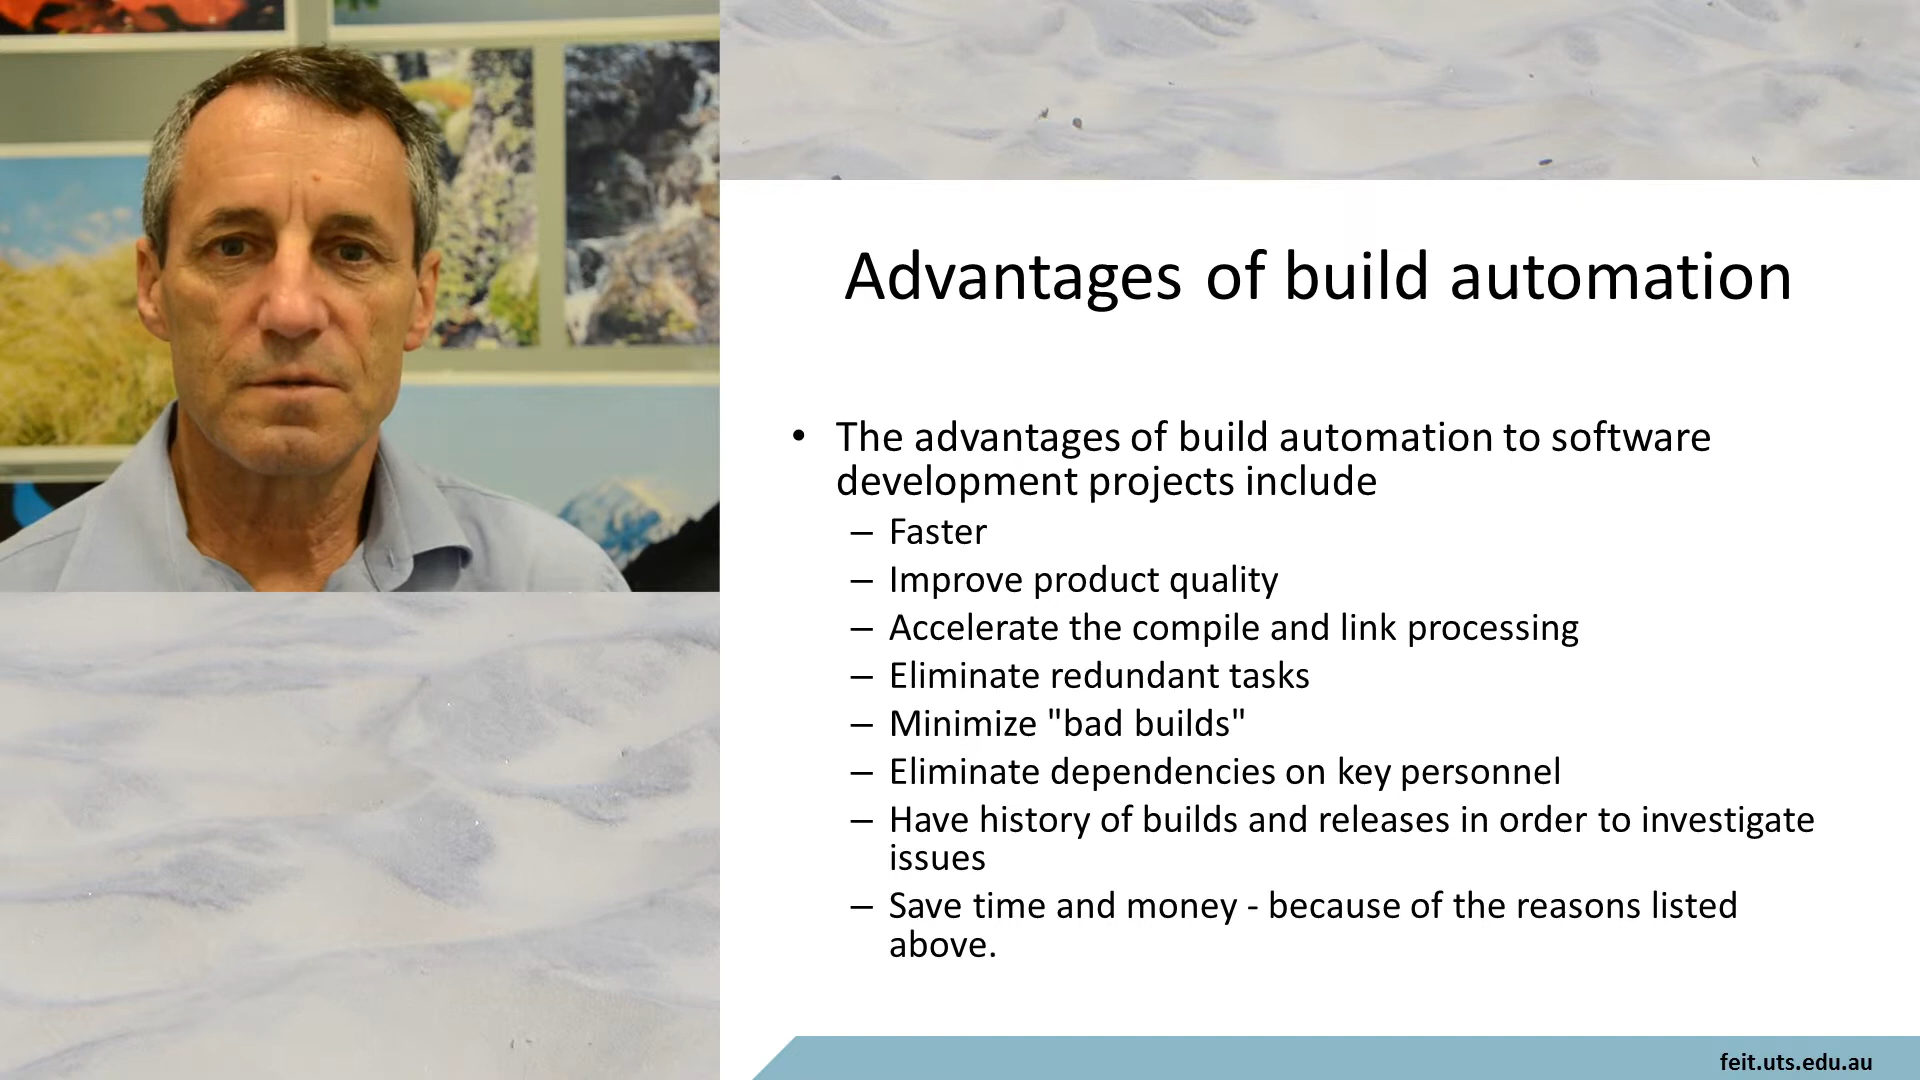 Advantages of build automation
• The advantages of build automation to software
development projects include
– Faster
– Improve product quality
– Accelerate the compile and link processing
– Eliminate redundant tasks
– Minimize "bad builds"
– Eliminate dependencies on key personnel
– Have history of builds and releases in order to investigate
issues
– Save time and money - because of the reasons listed
above.
feit.uts.edu.au